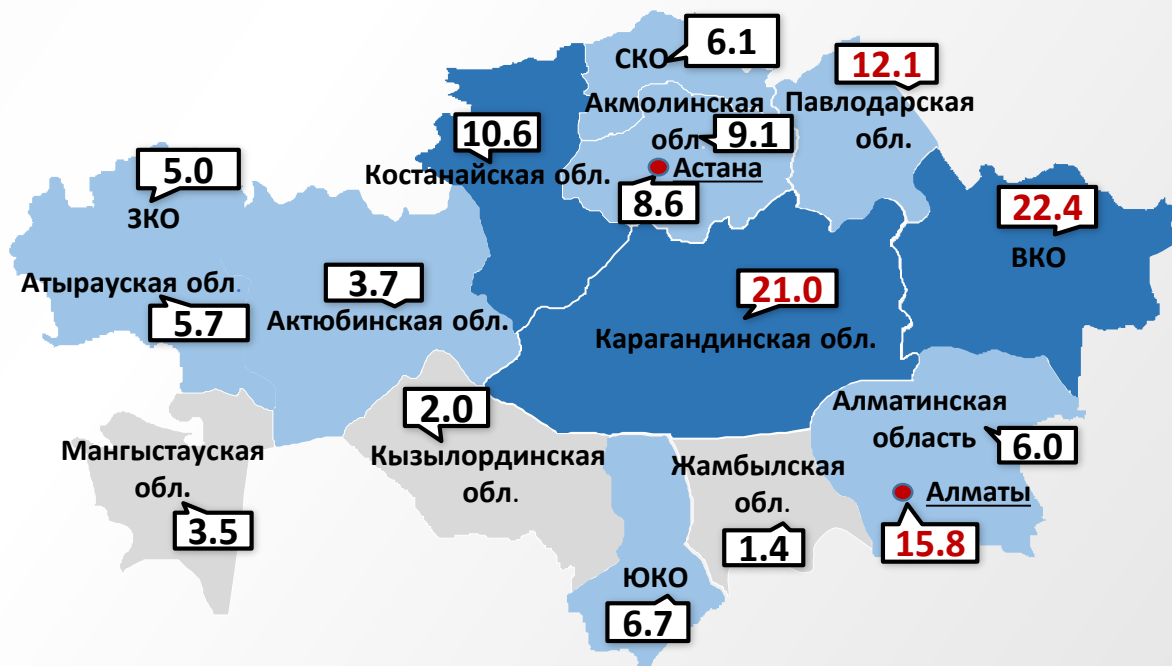 СКО
6.1
12.1
Павлодарская
обл.
Акмолинская
обл
9.1
10.6
Костанайская обл.
Астана
8.6
5.0
ЗКО
22.4
ВКО
Атырауская обл.
5.7
3.7
Актюбинская обл.
21.0
Карагандинская обл.
2.0
Кызылординская
обл.
Алматинская
область
6.0
Мангыстауская
обл.
3.5
Жамбылская
обл.
1.4
Алматы
15.8
ЮКО
6.7